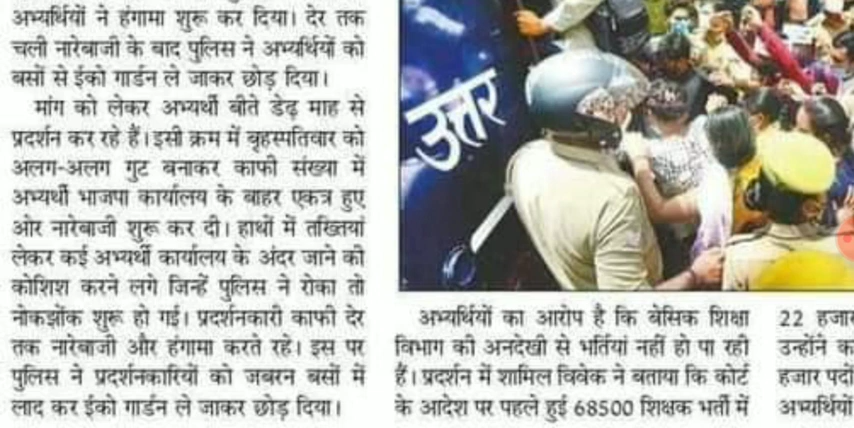 अभ्यर्थियों ने हंगामा शुरू कर दिया। देर तक
चली नारेबाजी के बाद पुलिस ने अभ्यर्थियों को
बसों से ईको गार्डन ले जाकर छोड़ दिया।
मांग को लेकर अभ्यर्थी बीते डेढ़ माह से
प्रदर्शन कर रहे हैं। इसी क्रम में बृहस्पतिवार को
अलग-अलग गुट बनाकर काफी संख्या में
अभ्यर्थी भाजपा कार्यालय के बाहर एकत्र हुए
ओर नारेबाजी शुरू कर दी। हाथों में तख्तियां
लेकर कई अभ्यर्थी कार्यालय के अंदर जाने की
कोशिश करने लगे जिन्हें पुलिस ने रोका तो
नोकझोंक शुरू हो गई। प्रदर्शनकारी काफी देर
तक नारेबाजी और हंगामा करते रहे। इस पर
पुलिस ने प्रदर्शनकारियों को जबरन बसों में
लाद कर ईको गार्डन ले जाकर छोड़ दिया।
उत्तर
अभ्यर्थियों का आरोप है कि बेसिक शिक्षा
विभाग की अनदेखी से भर्तियां नहीं हो पा रही
हैं। प्रदर्शन में शामिल विवेक ने बताया कि कोर्ट
के आदेश पर पहले हुई 68500 शिक्षक भर्ती में
22 हजार
उन्होंने क
हजार पदों
अभ्यर्थियों